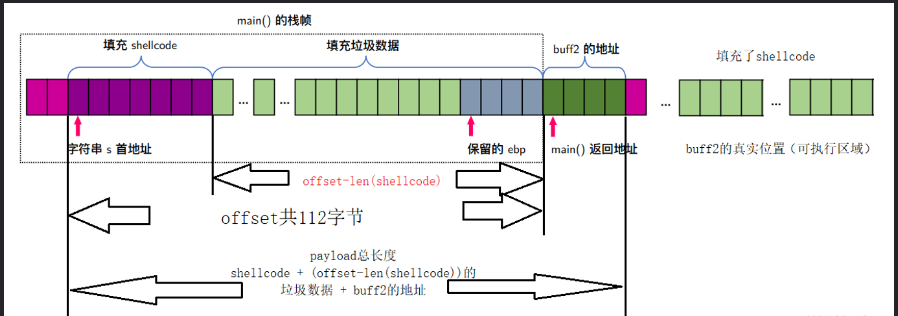 main() 的栈帧
填充 shellcode
填充垃圾数据
buff2 的地址
填充了shellcode
... ... ... ...
字符串 s 首地址
保留的 ebp
main() 返回地址
buff2的真实位置（可执行区域）
offset-len(shellcode)
offset共112字节
payload总长度
shellcode + (offset-len(shellcode))的
垃圾数据 + buff2的地址